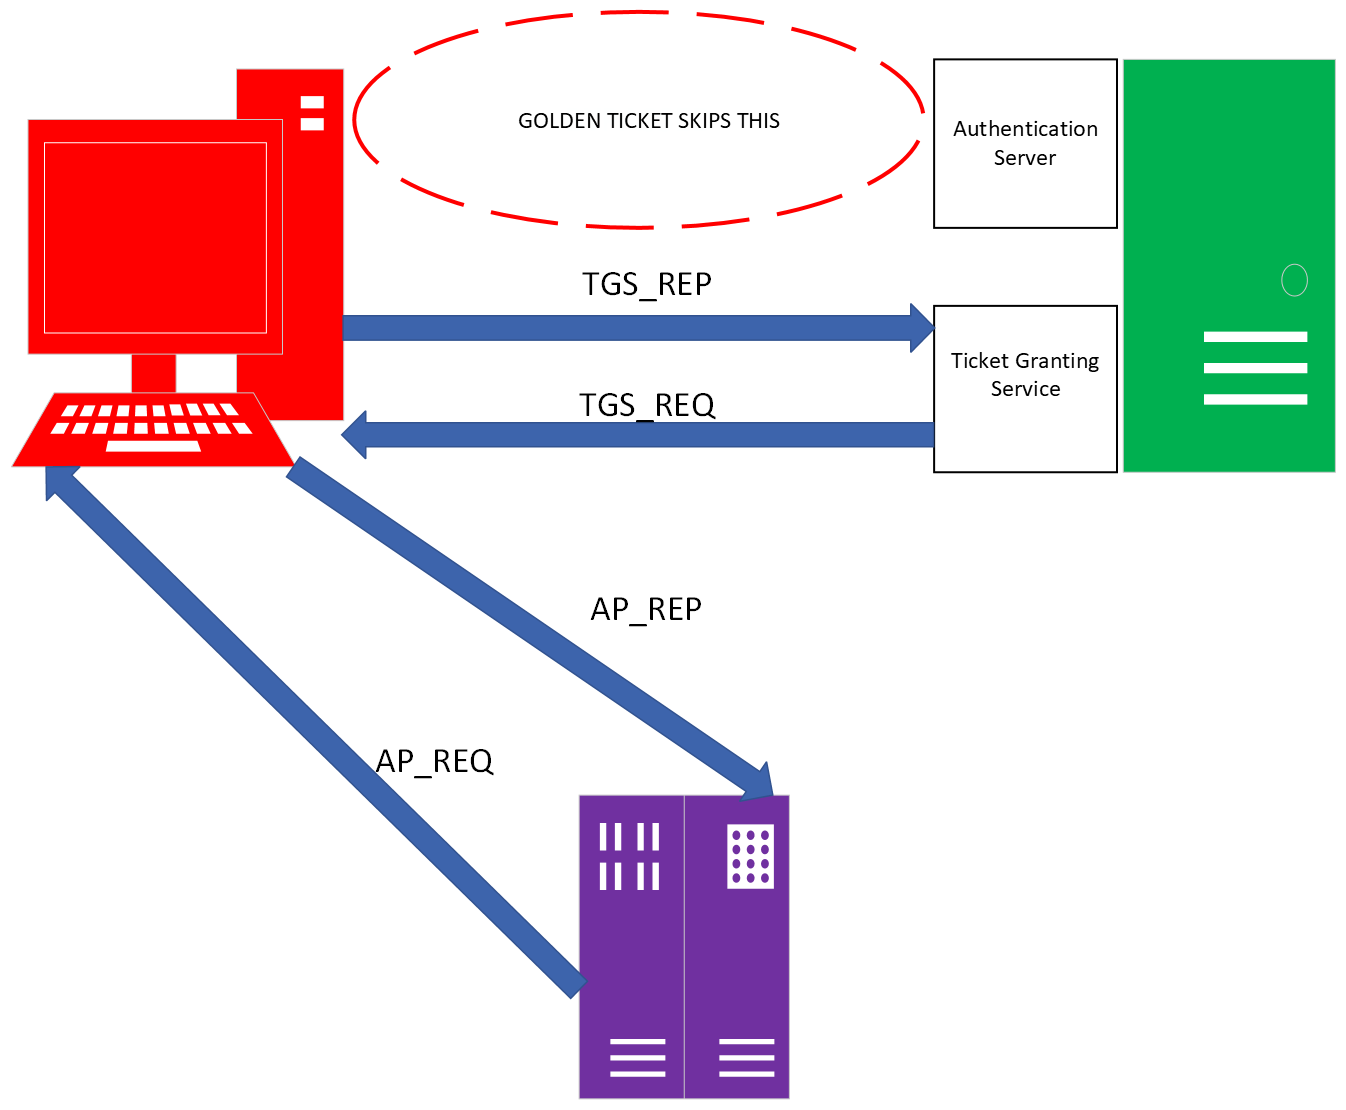 GOLDEN TICKET SKIPS THIS
Authentication
Server
TGS_REP
Ticket Granting
Service
TGS_REQ
AP_REP
AP_REQ